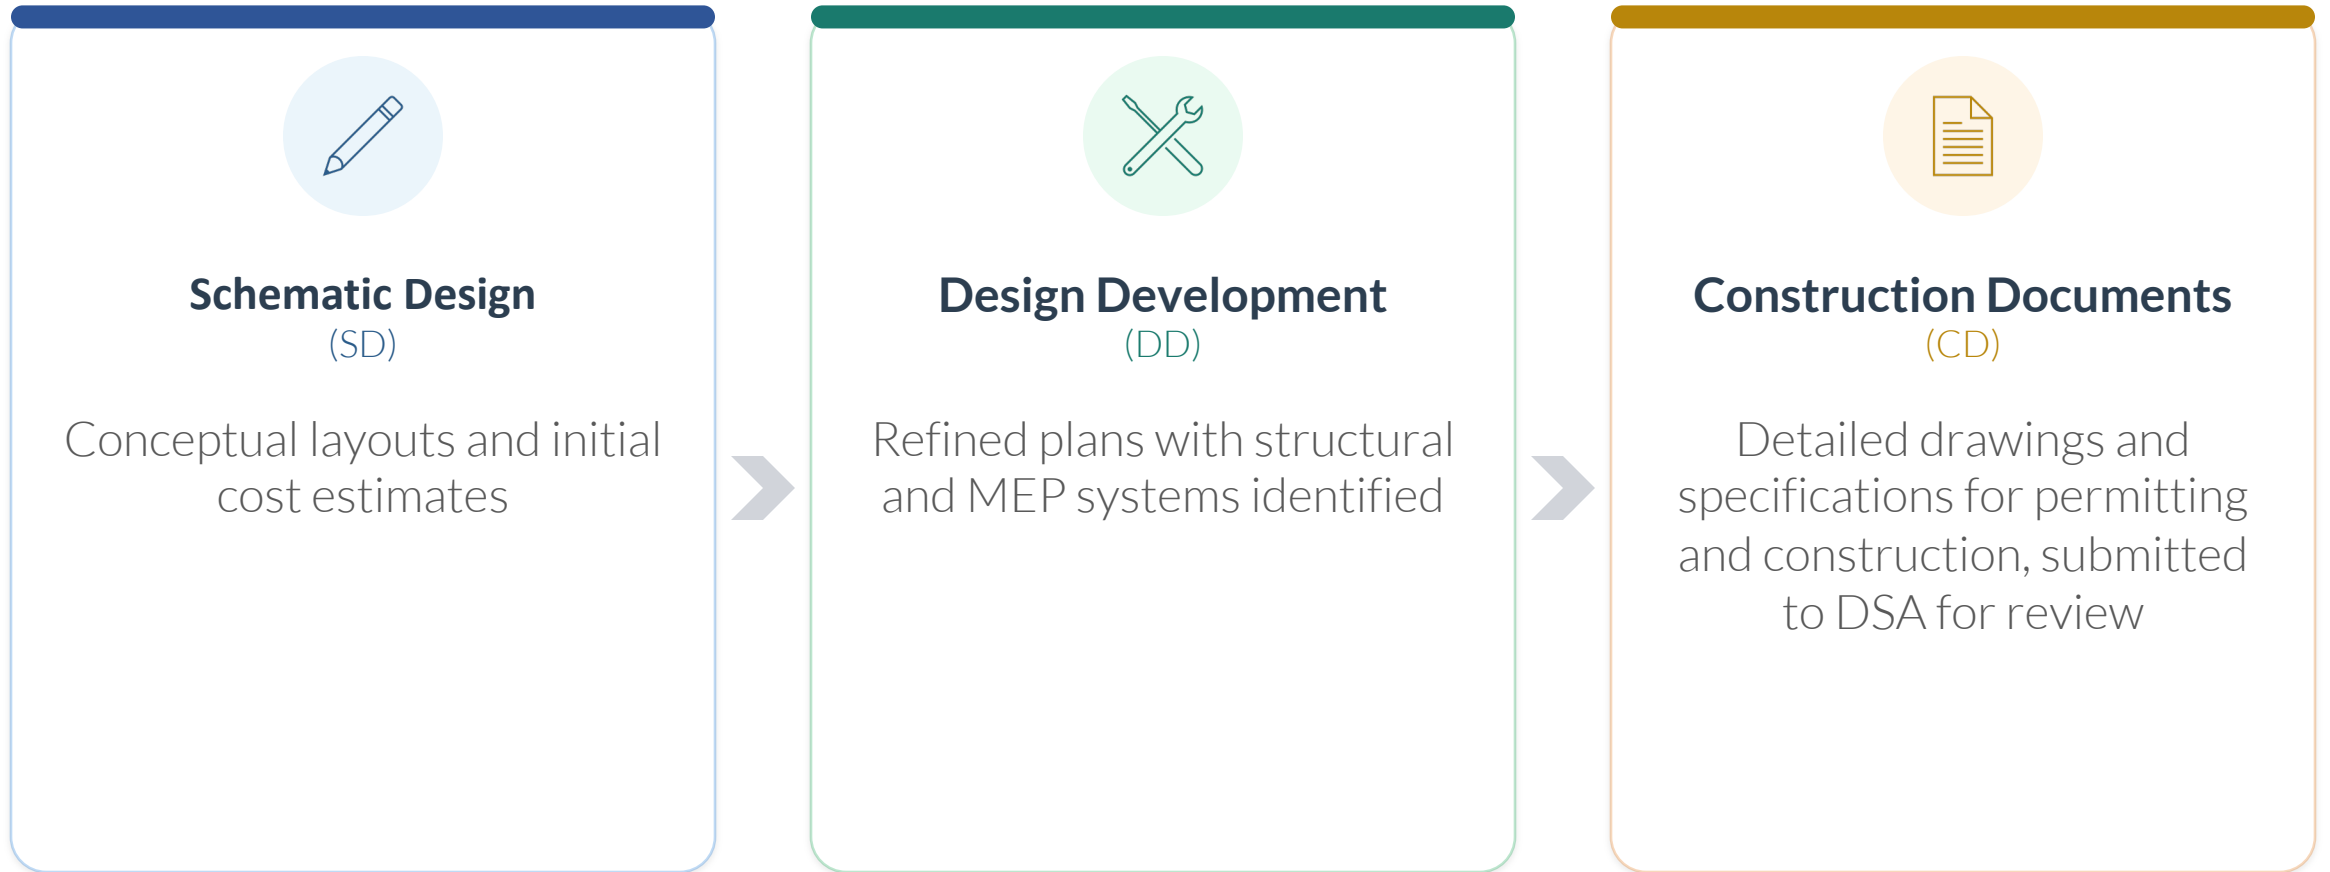 Schematic Design
(SD)
Conceptual layouts and initial
cost estimates
Design Development
(DD)
Refined plans with structural
and MEP systems identified
Construction Documents
(CD)
Detailed drawings and
specifications for permitting
and construction, submitted
to DSA for review